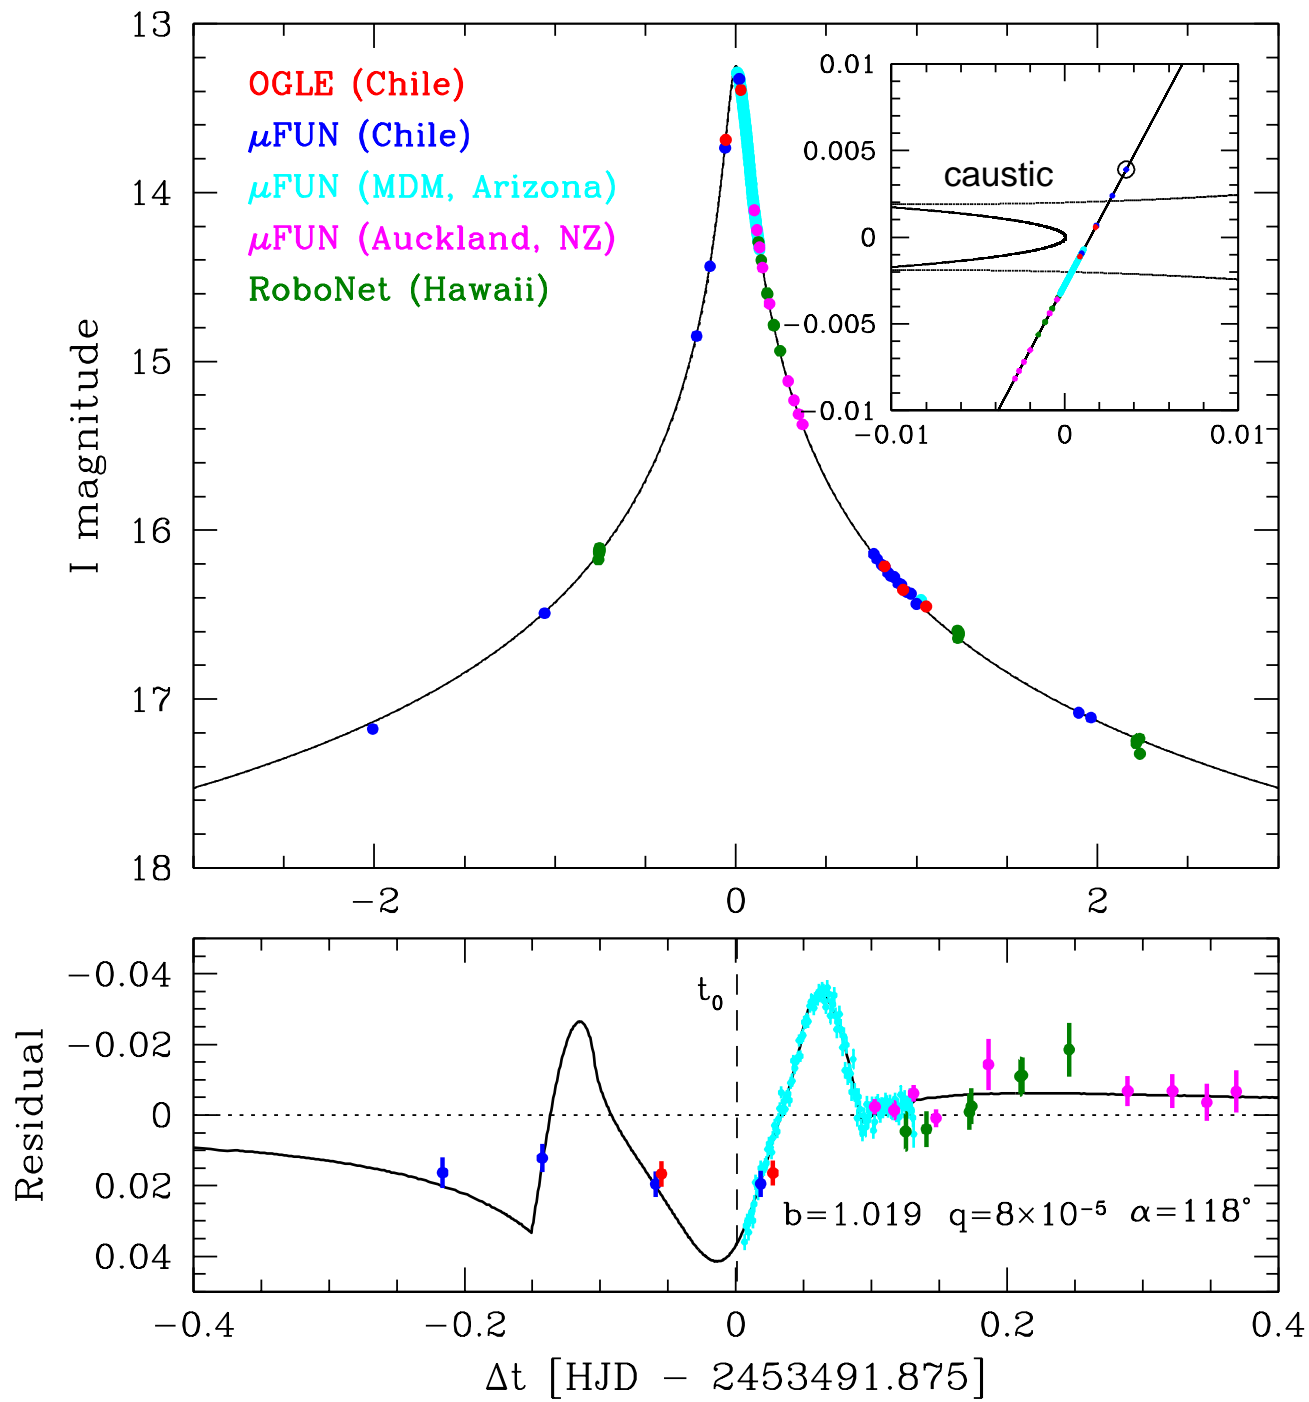 13
14
15
16
17
18
I magnitude
OGLE (Chile)
μFUN (Chile)
μFUN (MDM, Arizona)
μFUN (Auckland, NZ)
RoboNet (Hawaii)
0.01
0.005
0
−0.005
−0.01
caustic
−0.01 0 0.01
−2 0 2
−0.04
−0.02
0
0.02
0.04
Residual
t₀
b=1.019 q=8×10⁻⁵ α=118°
−0.4 −0.2 0 0.2 0.4
Δt [HJD − 2453491.875]